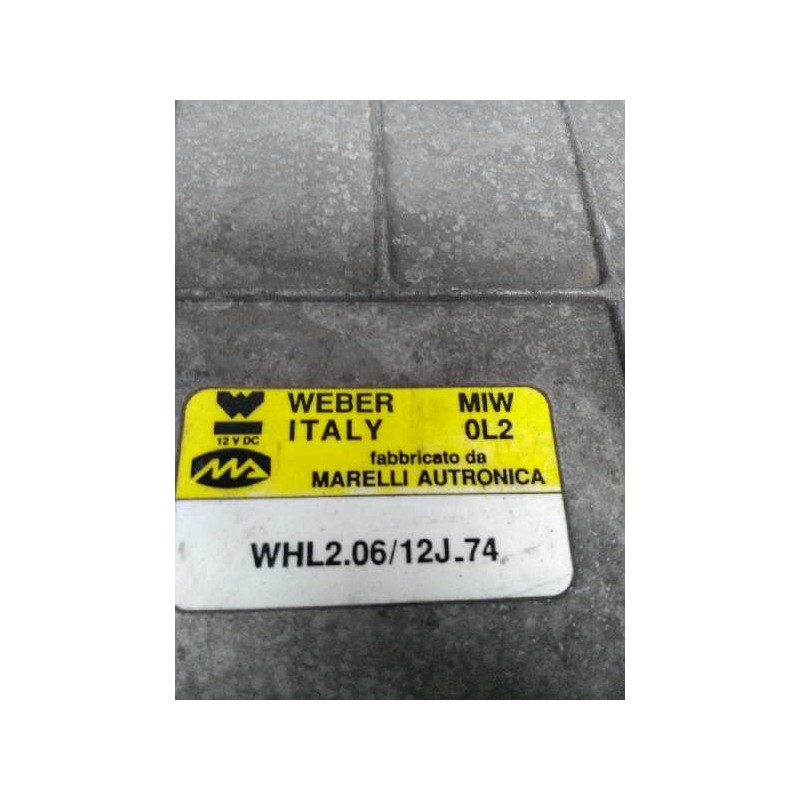 WEBER MIW
12 V DC ITALY 0L2
fabbricato da
MARELLI AUTRONICA
WHL2.06/12J-74